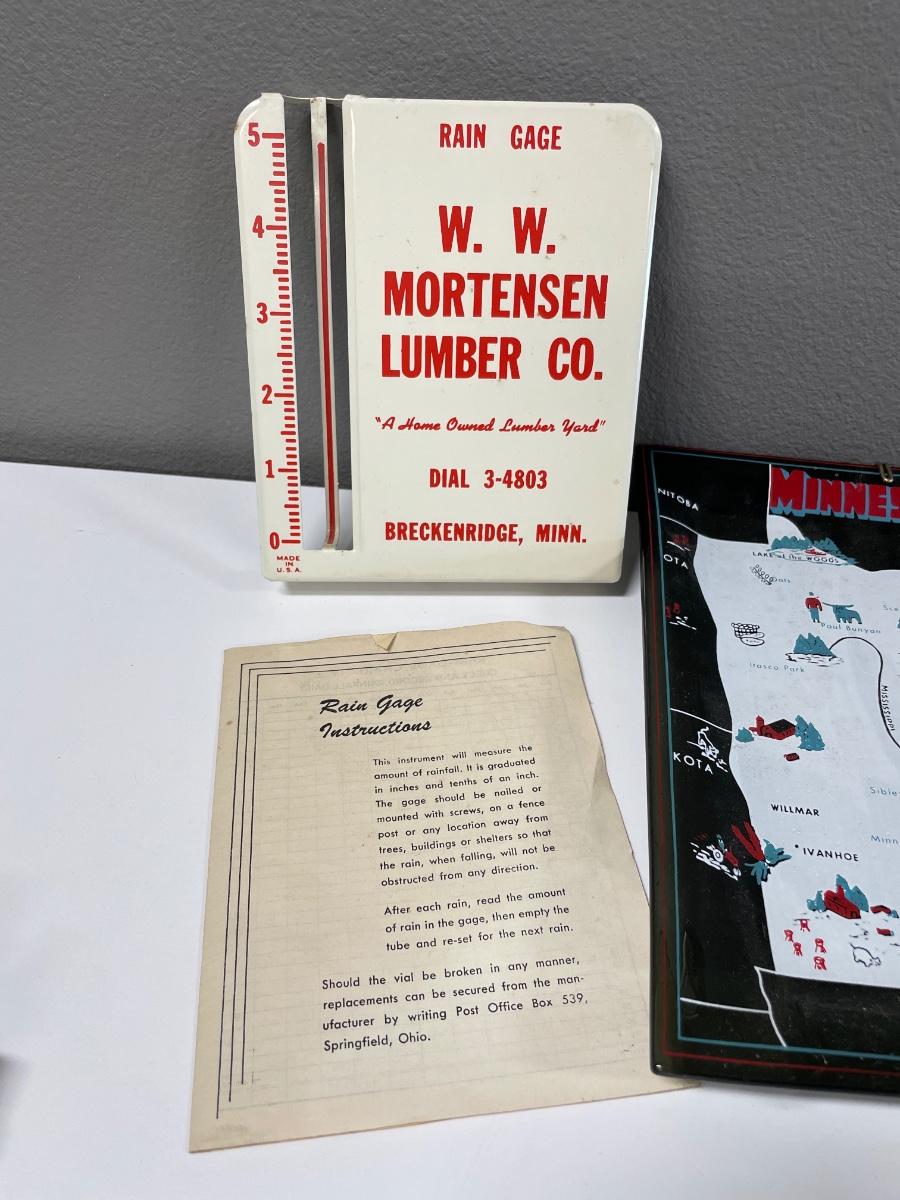 RAIN GAGE
W. W.
MORTENSEN
LUMBER CO.
"A Home Owned Lumber Yard"
DIAL 3-4803
BRECKENRIDGE, MINN.
5
4
3
2
1
0
MADE
IN
U.S.A.
Rain Gage
Instructions
This instrument will measure the
amount of rainfall. It is graduated
in inches and tenths of an inch.
The gage should be nailed or
mounted with screws, on a fence
post or any location away from
trees, buildings or shelters so that
the rain, when falling, will not be
obstructed from any direction.
After each rain, read the amount
of rain in the gage, then empty the
tube and re-set for the next rain.
Should the vial be broken in any manner,
replacements can be secured from the man-
ufacturer by writing Post Office Box 539,
Springfield, Ohio.
MINNES
NITOBA
OTA
LAKE of the WOODS
Oats
Paul Bunyan
Itasca Park
MISSISSIPPI
KOTA
Sible
WILLMAR
Minn
IVANHOE